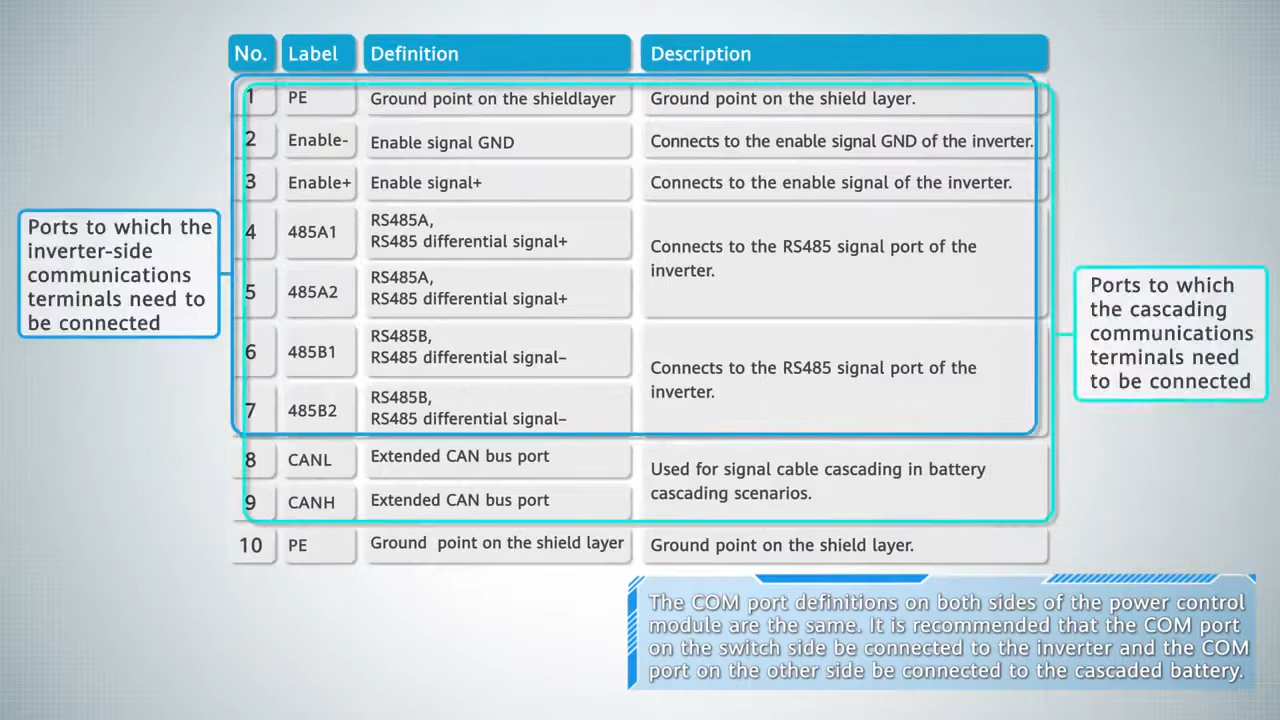 No. Label Definition Description
1 PE Ground point on the shieldlayer Ground point on the shield layer.
2 Enable- Enable signal GND Connects to the enable signal GND of the inverter.
3 Enable+ Enable signal+ Connects to the enable signal of the inverter.
4 485A1 RS485A,
RS485 differential signal+
5 485A2 RS485A,
RS485 differential signal+
Connects to the RS485 signal port of the
inverter.
6 485B1 RS485B,
RS485 differential signal–
7 485B2 RS485B,
RS485 differential signal–
Connects to the RS485 signal port of the
inverter.
8 CANL Extended CAN bus port
9 CANH Extended CAN bus port
Used for signal cable cascading in battery
cascading scenarios.
10 PE Ground point on the shield layer Ground point on the shield layer.
Ports to which the
inverter-side
communications
terminals need to
be connected
Ports to which
the cascading
communications
terminals need
to be connected
The COM port definitions on both sides of the power control
module are the same. It is recommended that the COM port
on the switch side be connected to the inverter and the COM
port on the other side be connected to the cascaded battery.